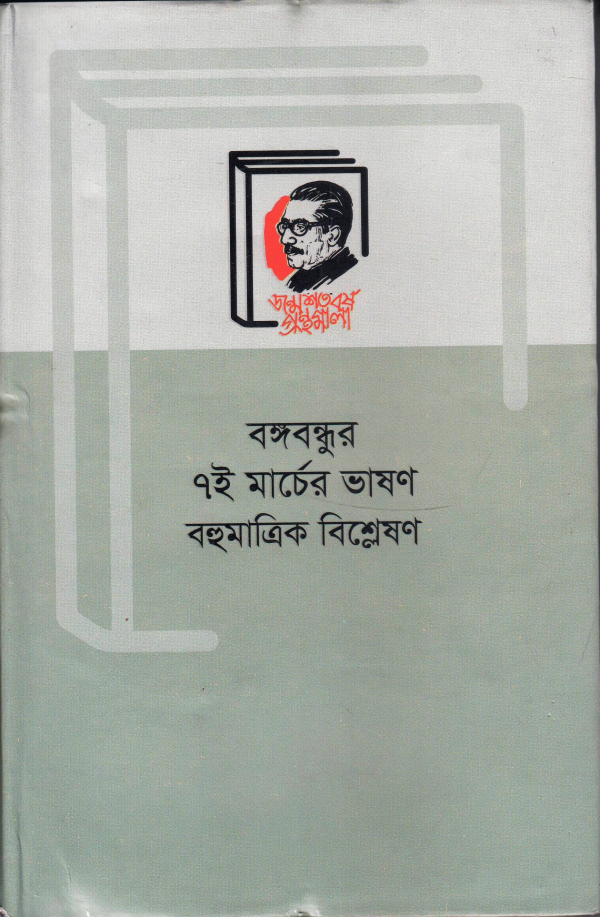 জন্মশতবর্ষ
গ্রন্থমালা
বঙ্গবন্ধুর
৭ই মার্চের ভাষণ
বহুমাত্রিক বিশ্লেষণ